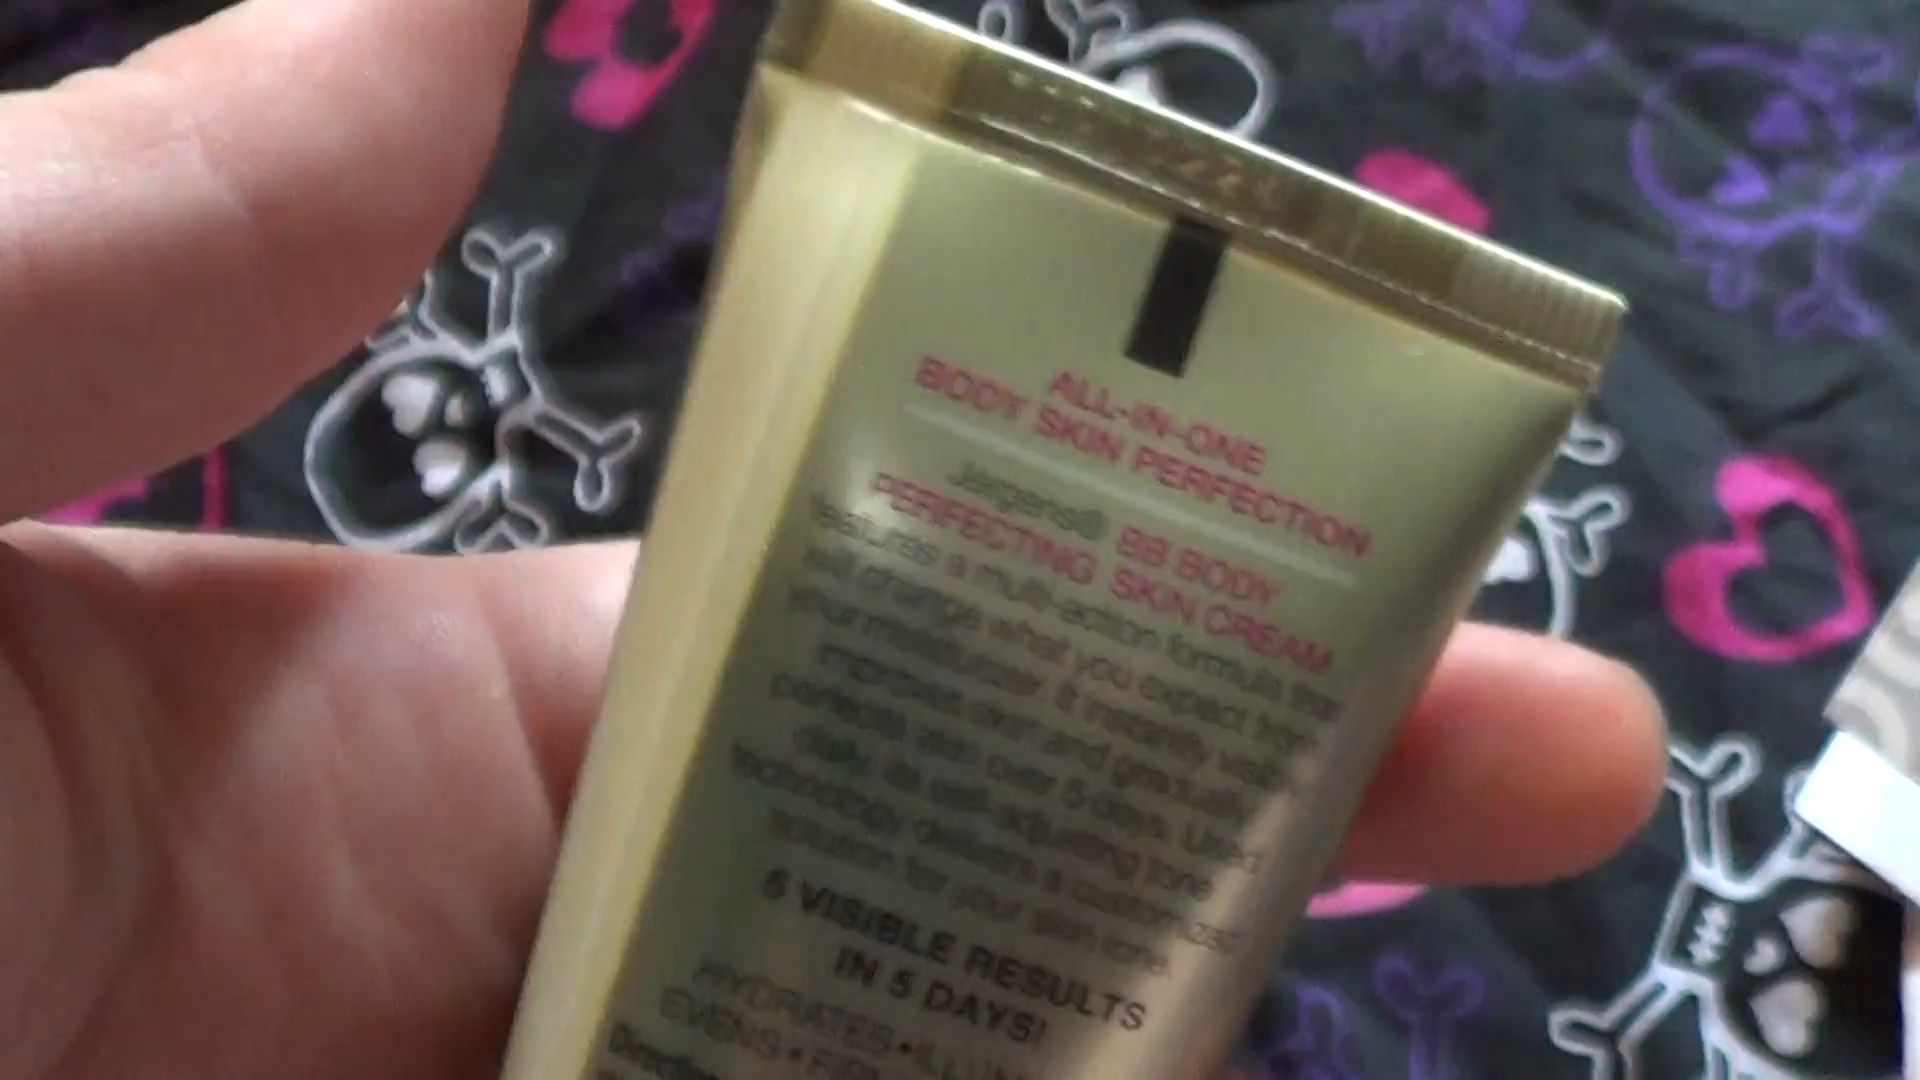 ALL-IN-ONE
BODY SKIN PERFECTION
Jergens® BB BODY
PERFECTING SKIN CREAM
features a multi-action formula that
will change what you expect from
your moisturizer. It instantly visibly
improves skin and gradually
perfects skin over 5 days. Used
daily, its self-adjusting tone
technology delivers a customized
solution for your skin tone.
5 VISIBLE RESULTS
IN 5 DAYS!
HYDRATES • ILLUM
EVENS • FIR
Direction